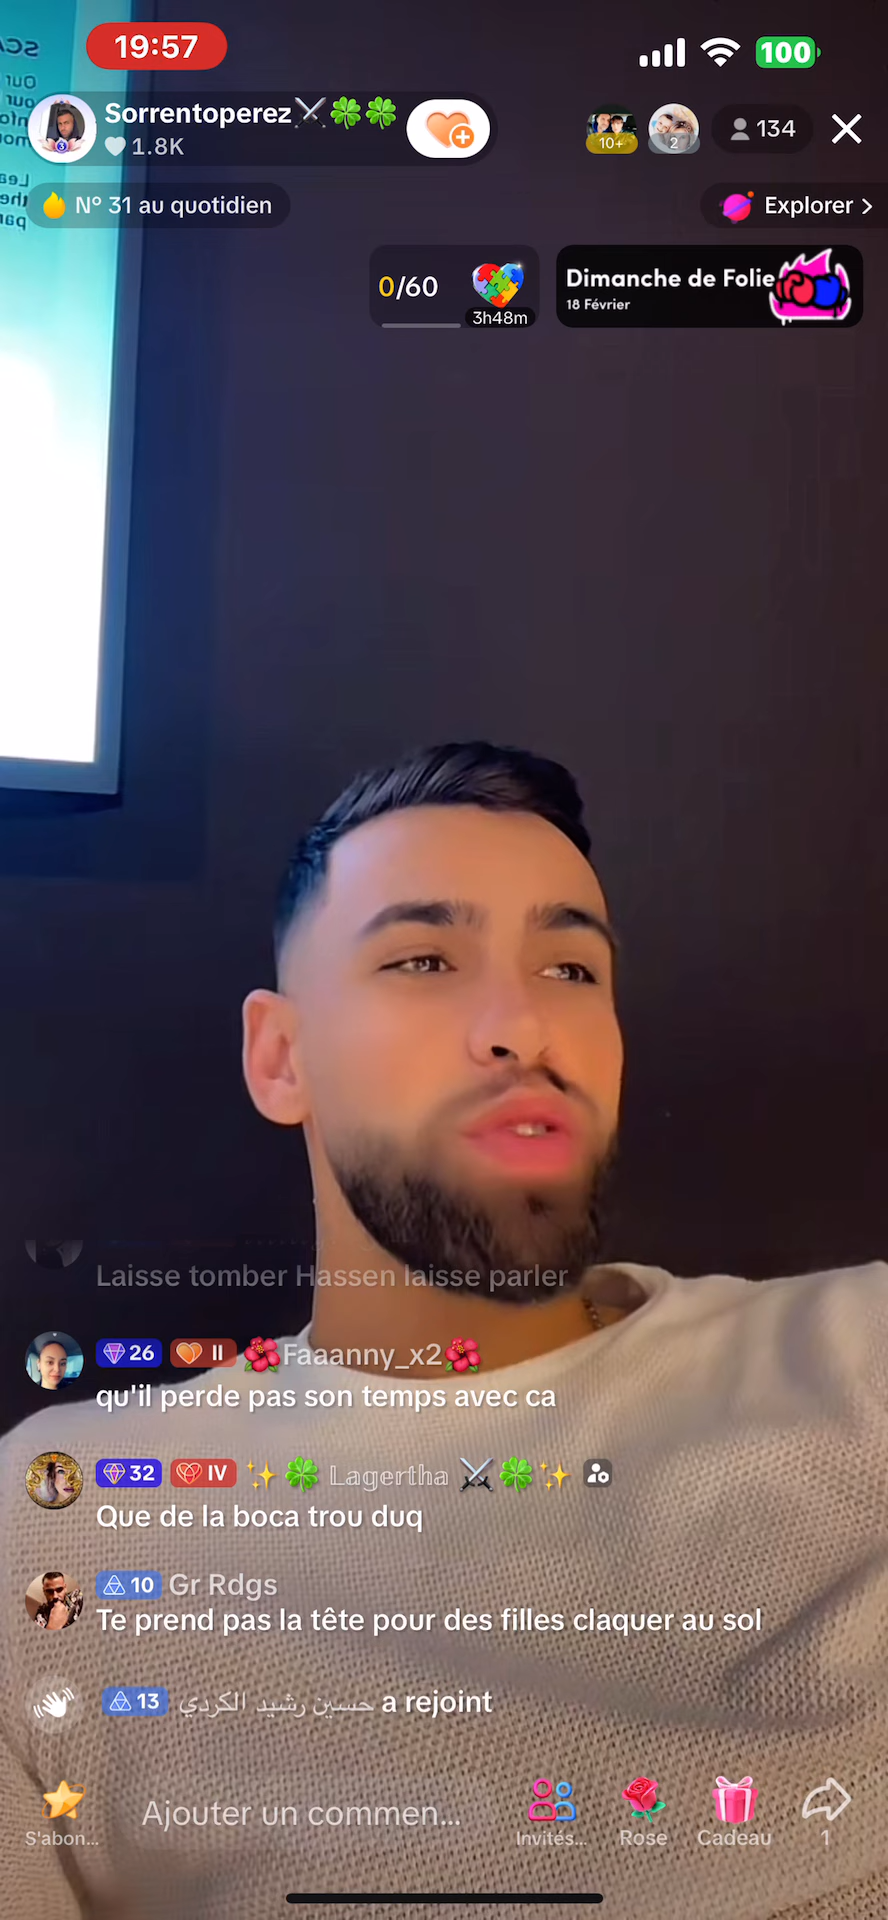 19:57
100
Sorrentoperez⚔️🍀🍀
1.8K
10+
2
134
N° 31 au quotidien
Explorer >
0/60
3h48m
Dimanche de Folie
18 Février
Laisse tomber Hassen laisse parler
26 II 🌺Faaanny_x2🌺
qu'il perde pas son temps avec ca
32 IV ✨🍀 Lagertha ⚔️🍀✨
Que de la boca trou duq
10 Gr Rdgs
Te prend pas la tête pour des filles claquer au sol
13 حسين رشيد الكردي a rejoint
S'abon...
Ajouter un commen...
Invités...
Rose
Cadeau
1